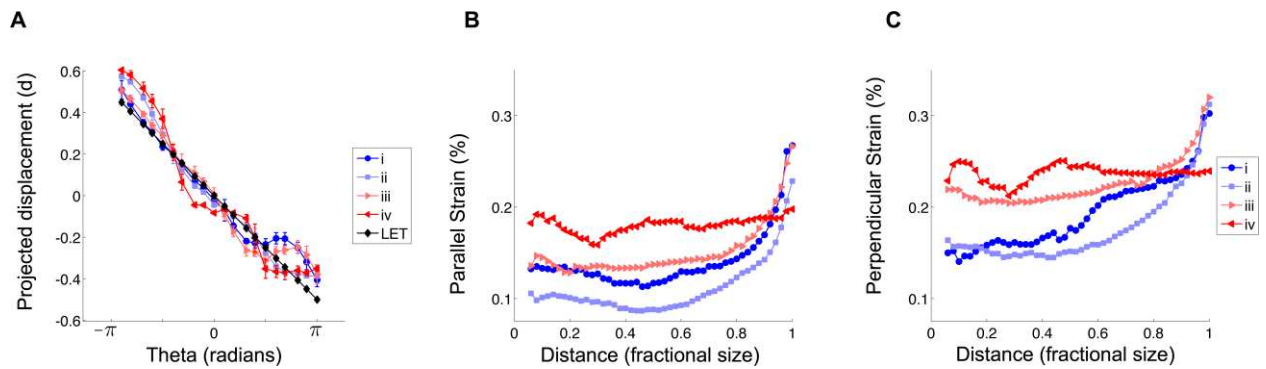 A
B
C
Projected displacement (d)
0.6
0.4
0.2
0
-0.2
-0.4
-0.6
−π
0
π
Theta (radians)
i
ii
iii
iv
LET
Parallel Strain (%)
0.3
0.2
0.1
0
0.2
0.4
0.6
0.8
1
Distance (fractional size)
Perpendicular Strain (%)
0.3
0.2
0.1
0
0.2
0.4
0.6
0.8
1
Distance (fractional size)
i
ii
iii
iv